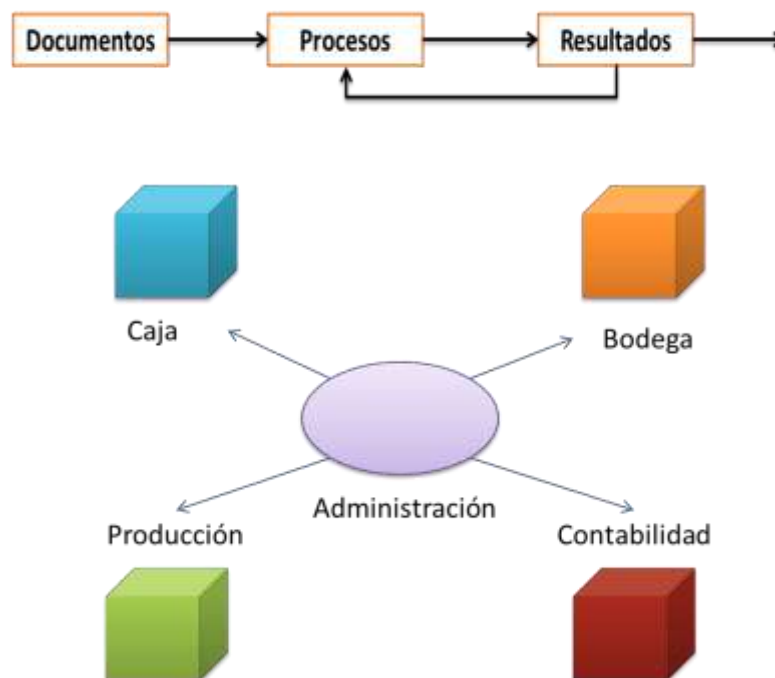 Documentos
Procesos
Resultados
Caja
Bodega
Administración
Producción
Contabilidad